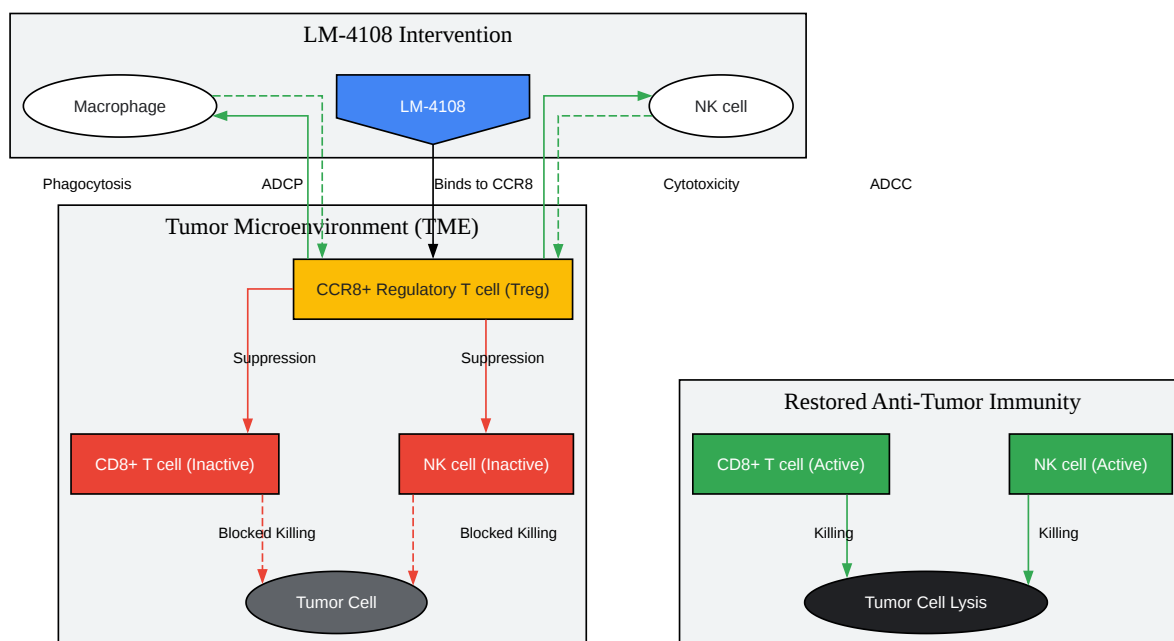 LM-4108 Intervention
Macrophage
LM-4108
NK cell
Phagocytosis
ADCP
Binds to CCR8
Cytotoxicity
ADCC
Tumor Microenvironment (TME)
CCR8+ Regulatory T cell (Treg)
Suppression
Suppression
Restored Anti-Tumor Immunity
CD8+ T cell (Inactive)
NK cell (Inactive)
CD8+ T cell (Active)
NK cell (Active)
Blocked Killing
Blocked Killing
Killing
Killing
Tumor Cell
Tumor Cell Lysis